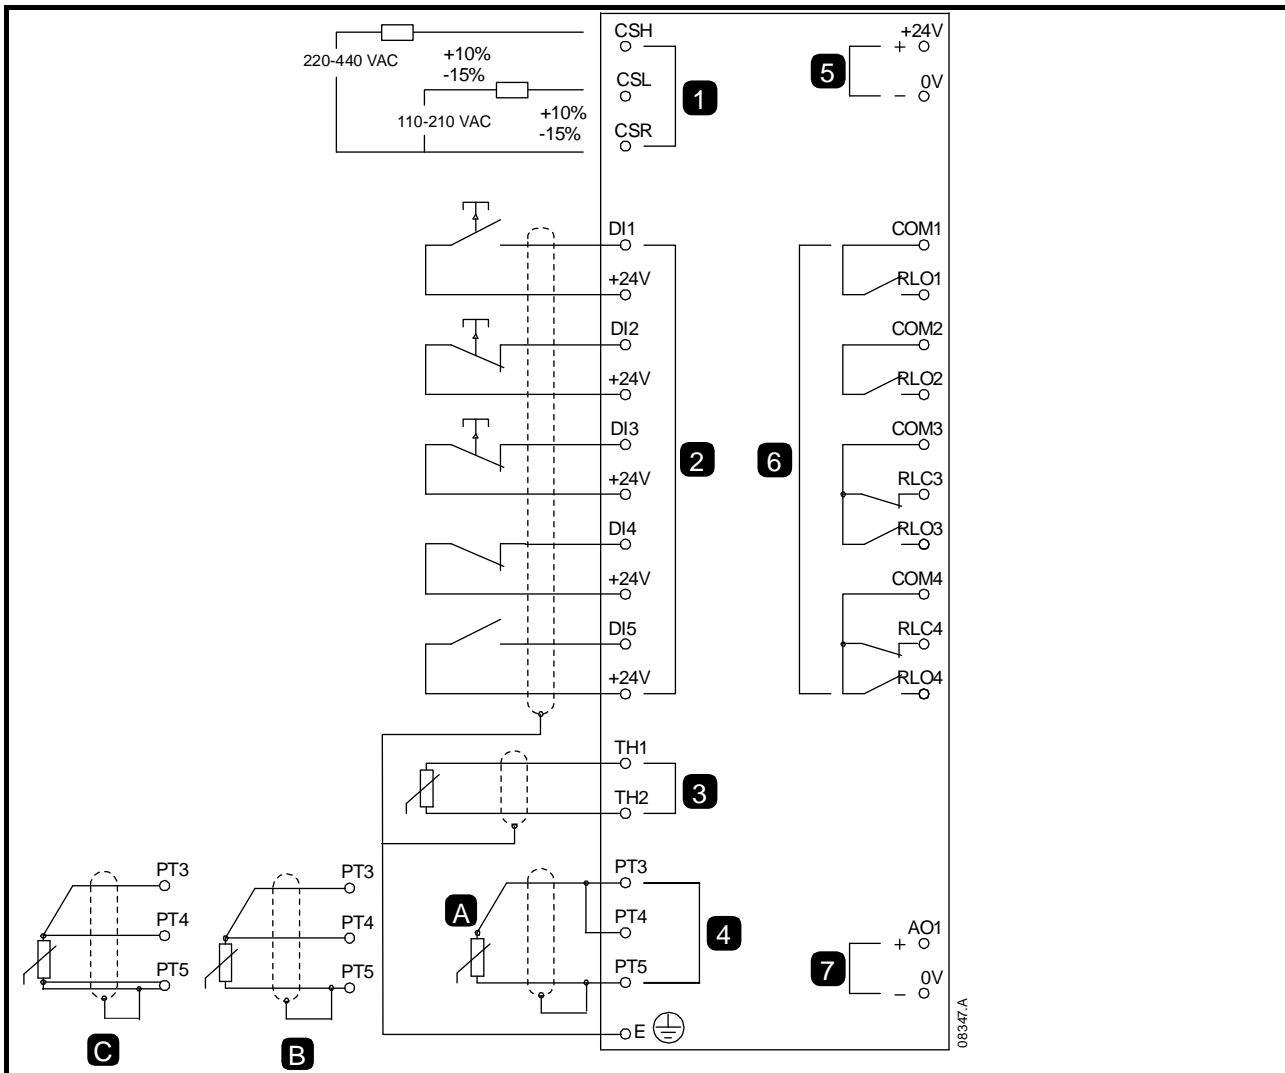 CSH
220-440 VAC
+10%
-15%
CSL
110-210 VAC
+10%
-15%
CSR
1
+24V
5
+
0V
–
DI1
+24V
DI2
+24V
DI3
+24V
DI4
+24V
DI5
+24V
2
COM1
RLO1
COM2
RLO2
COM3
RLC3
RLO3
COM4
RLC4
RLO4
6
TH1
TH2
3
PT3
PT4
PT5
C
PT3
PT4
PT5
B
A
PT3
PT4
PT5
4
E
AO1
+
7
0V
–
08347.A